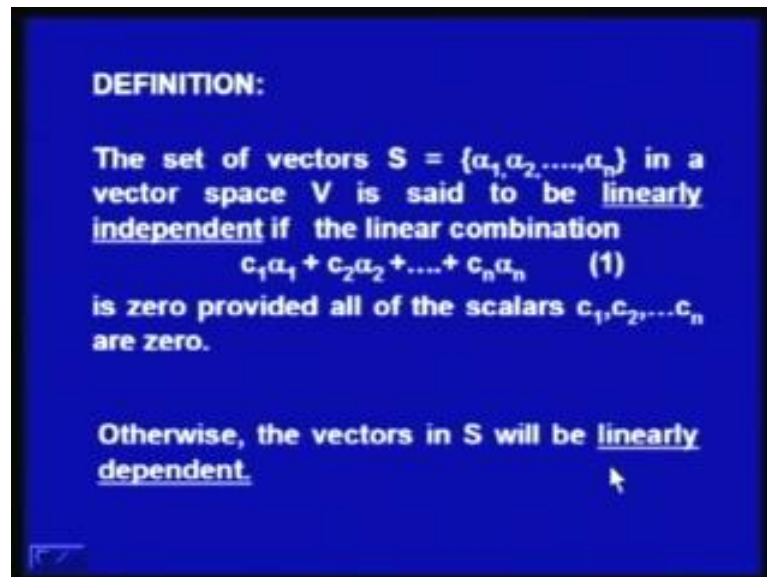 DEFINITION:
The set of vectors S = {α₁,α₂,....,αₙ} in a
vector space V is said to be linearly
independent if the linear combination
c₁α₁ + c₂α₂ +....+ cₙαₙ (1)
is zero provided all of the scalars c₁,c₂,...cₙ
are zero.
Otherwise, the vectors in S will be linearly
dependent.